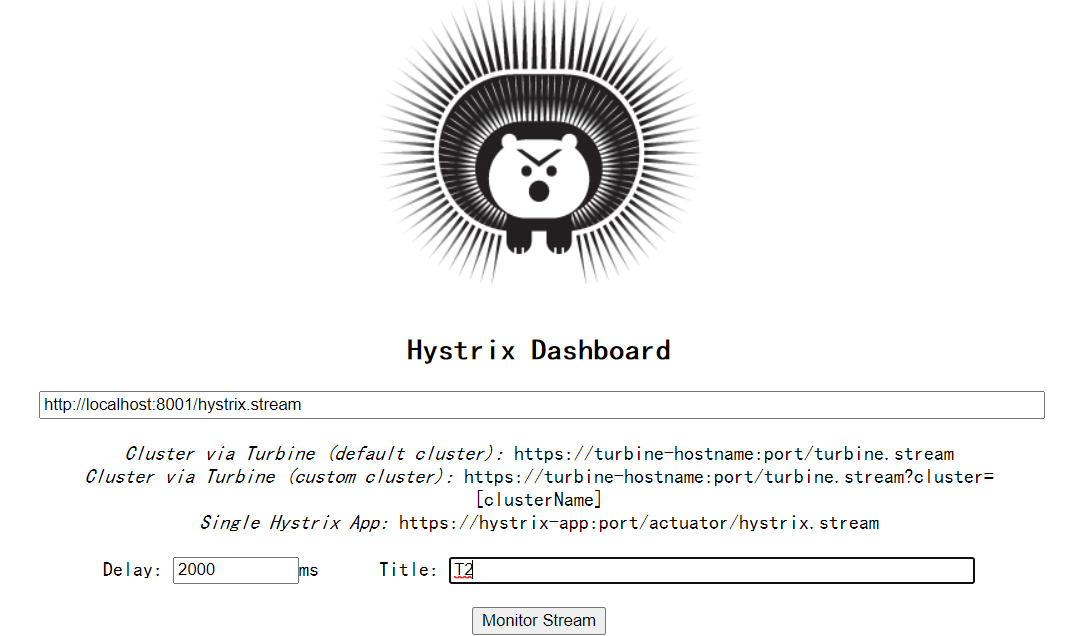 Hystrix Dashboard
http://localhost:8001/hystrix.stream
Cluster via Turbine (default cluster): https://turbine-hostname:port/turbine.stream
Cluster via Turbine (custom cluster): https://turbine-hostname:port/turbine.stream?cluster=
[clusterName]
Single Hystrix App: https://hystrix-app:port/actuator/hystrix.stream
Delay: 2000 ms Title: T2
Monitor Stream